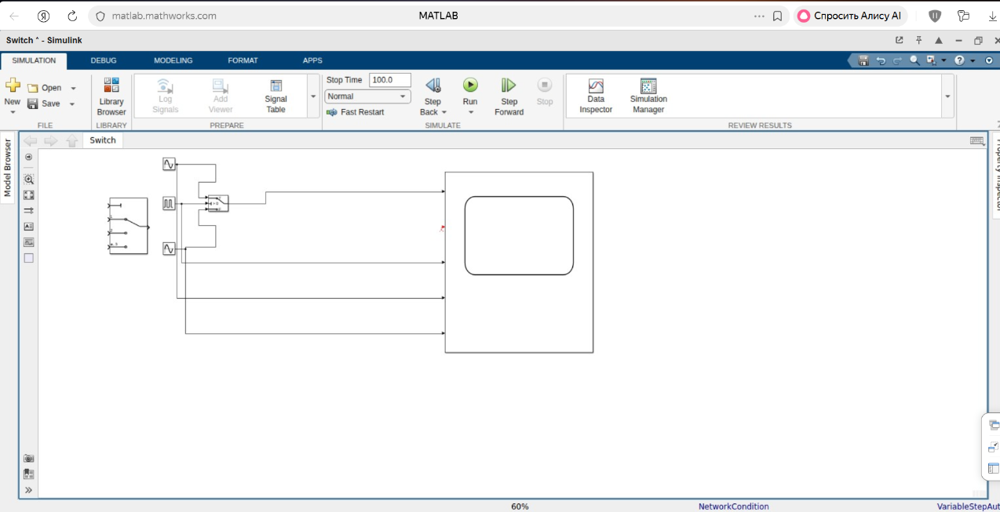 matlab.mathworks.com
MATLAB
Спросить Алису AI
Switch * - Simulink
SIMULATION DEBUG MODELING FORMAT APPS
New
Open
Save
FILE
Library Browser
LIBRARY
Log Signals
Add Viewer
Signal Table
PREPARE
Stop Time 100.0
Normal
Fast Restart
Step Back
Run
Step Forward
Stop
SIMULATE
Data Inspector
Simulation Manager
REVIEW RESULTS
Model Browser
Switch
60%
NetworkCondition
VariableStepAut